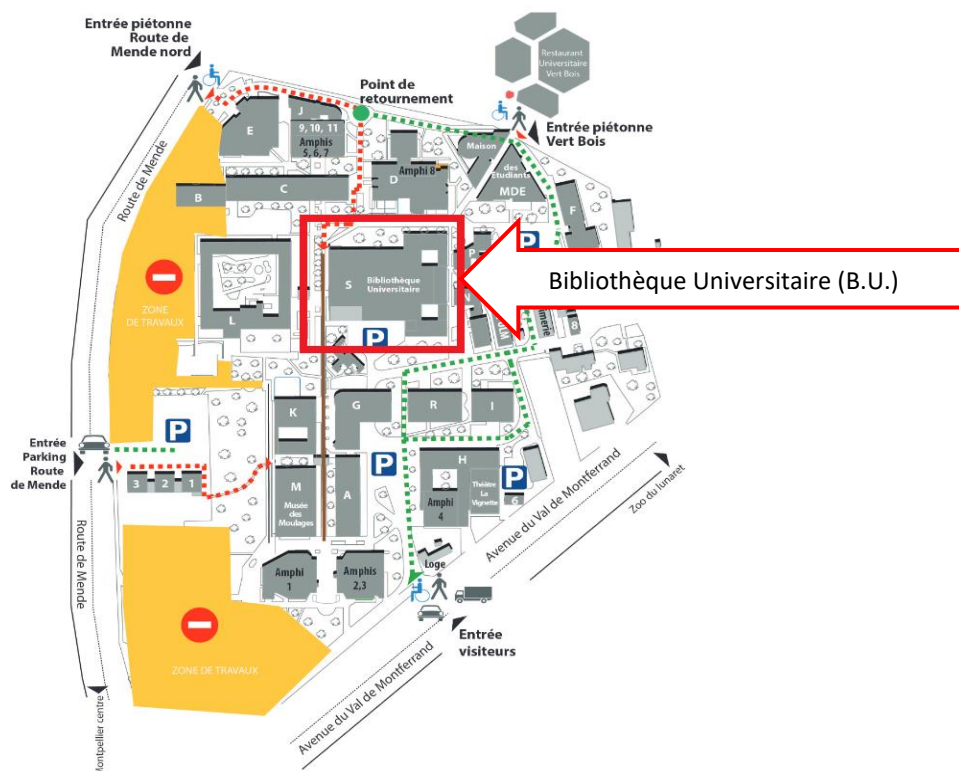 Entrée piétonne
Route de
Mende nord
Restaurant
Universitaire
Vert Bois
Point de
retournement
Entrée piétonne
Vert Bois
E
J
9, 10, 11
Amphis
5, 6, 7
Maison
des
Etudiants
MDE
Amphi 8
D
C
B
F
Route de Mende
P
S
Bibliothèque
Universitaire
P
Bibliothèque Universitaire (B.U.)
ZONE
DE TRAVAUX
L
8
P
K
G
R
I
P
Entrée
Parking
Route
de Mende
3
2
1
M
Musée
des
Moulages
A
P
H
Amphi
4
Théâtre
La
Vignette
P
6
Avenue du Val de Montferrand
Zoo du lunaret
Route de Mende
Amphi
1
Amphis
2,3
Loge
Entrée
visiteurs
ZONE DE TRAVAUX
Avenue du Val de Montferrand
Montpellier centre